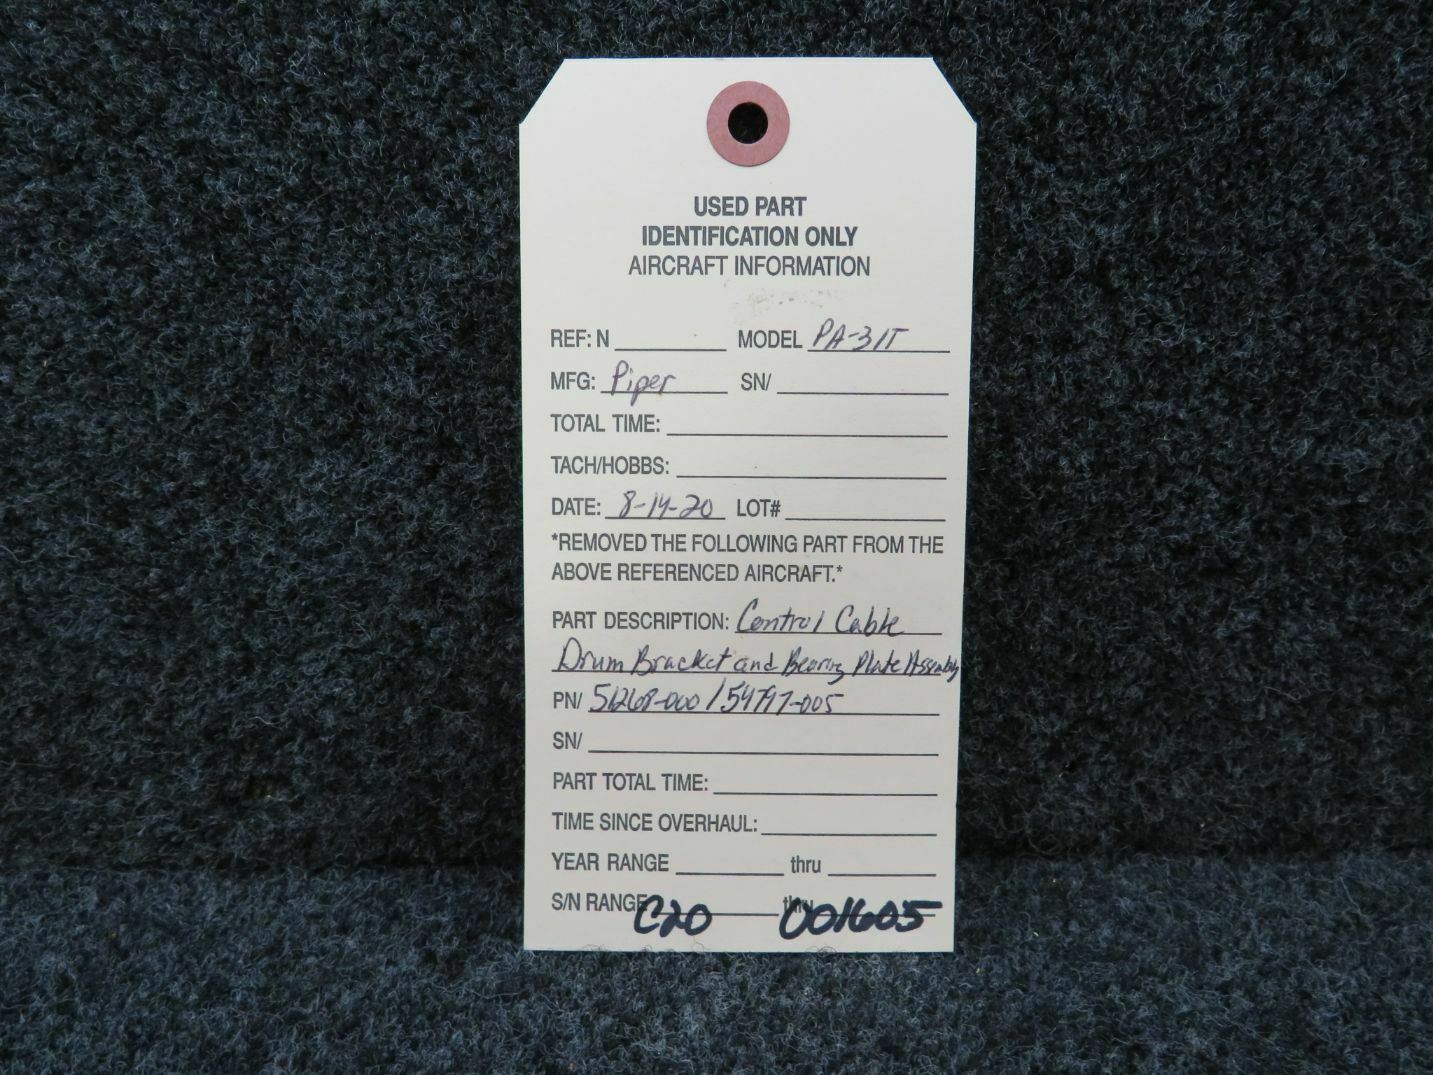 USED PART
IDENTIFICATION ONLY
AIRCRAFT INFORMATION
REF: N MODEL PA-31T
MFG: Piper SN/
TOTAL TIME:
TACH/HOBBS:
DATE: 8-14-20 LOT#
*REMOVED THE FOLLOWING PART FROM THE
ABOVE REFERENCED AIRCRAFT.*
PART DESCRIPTION: Control Cable
Drum Bracket and Bearing Plate Assembly
PN/ 51268-000 / 54797-005
SN/
PART TOTAL TIME:
TIME SINCE OVERHAUL:
YEAR RANGE thru
S/N RANGE thru
C20 001605